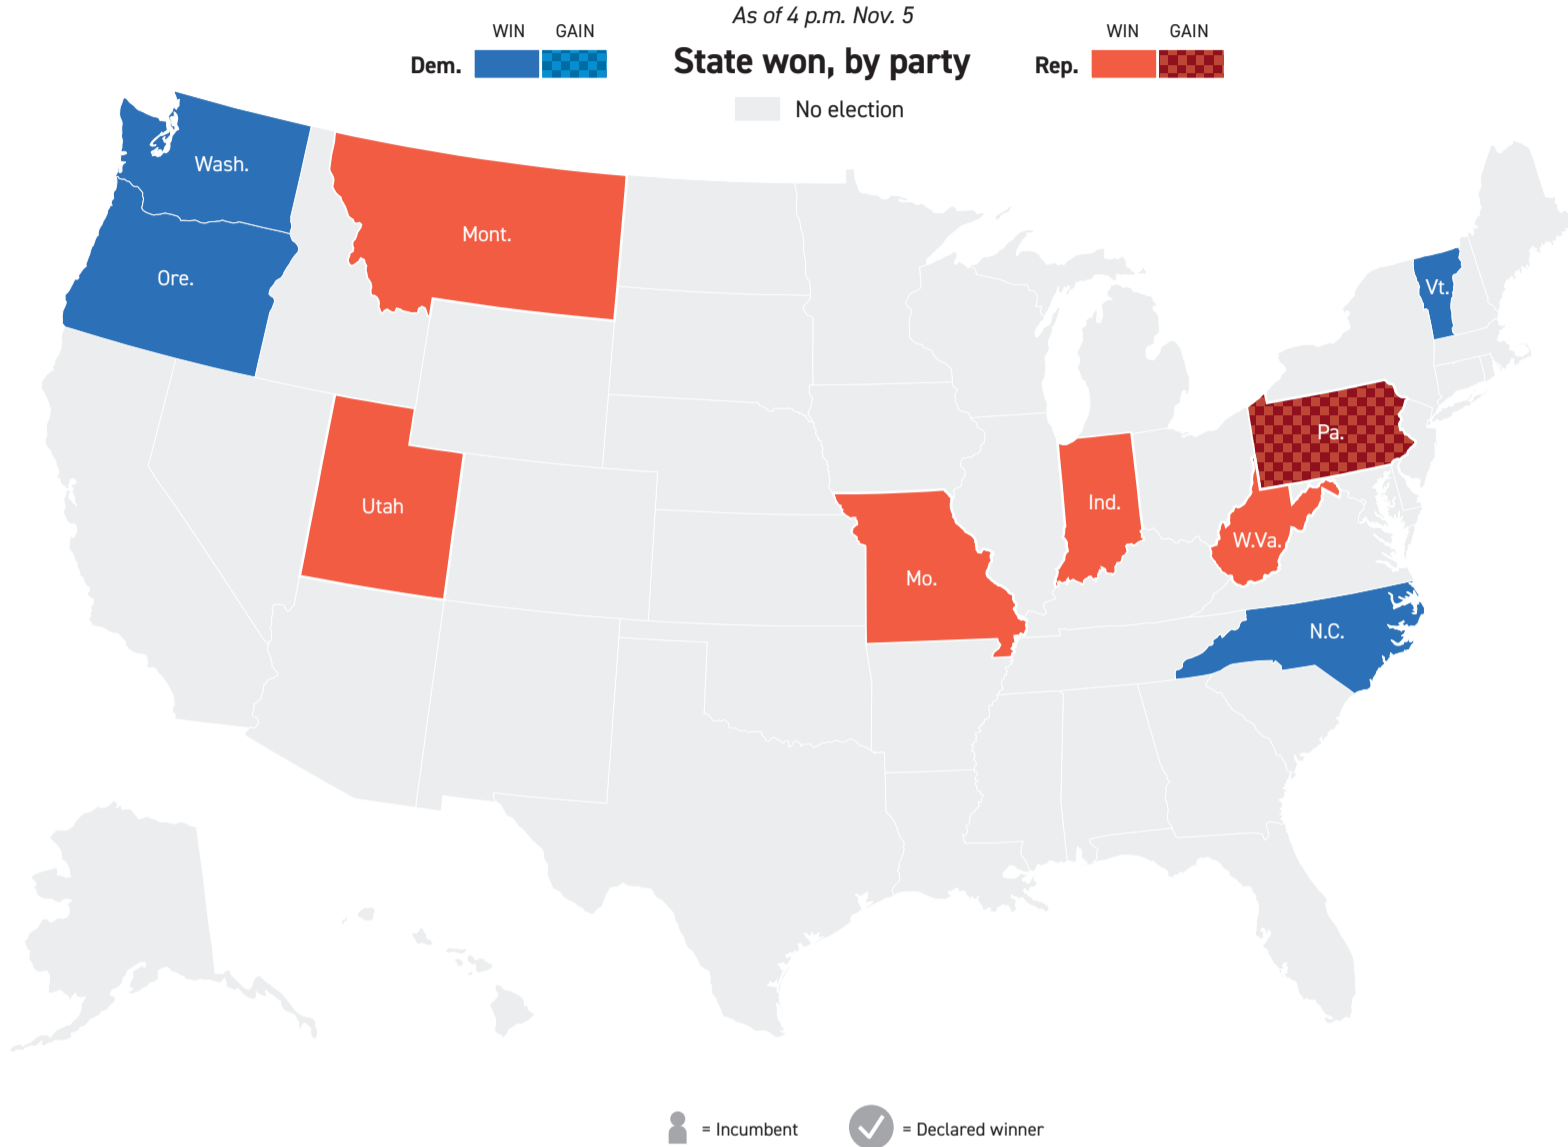 As of 4 p.m. Nov. 5
WIN GAIN
WIN GAIN
Dem.
State won, by party
Rep.
No election
Wash.
Mont.
Ore.
Vt.
Pa.
Utah
Ind.
W.Va.
Mo.
N.C.
= Incumbent
= Declared winner